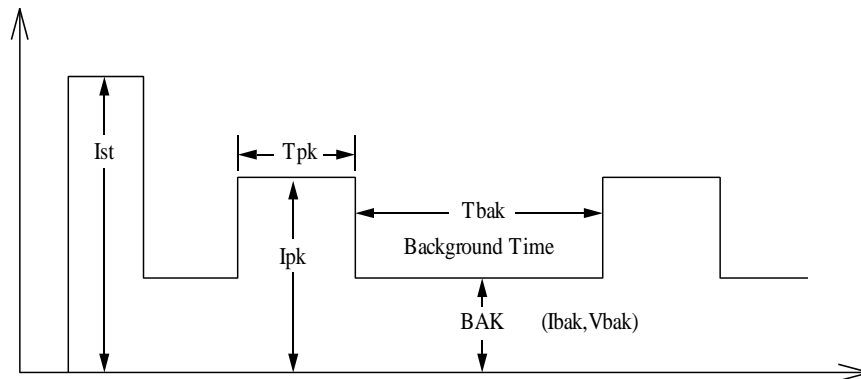 Ist
Tpk
Tbak
Background Time
Ipk
BAK (Ibak,Vbak)